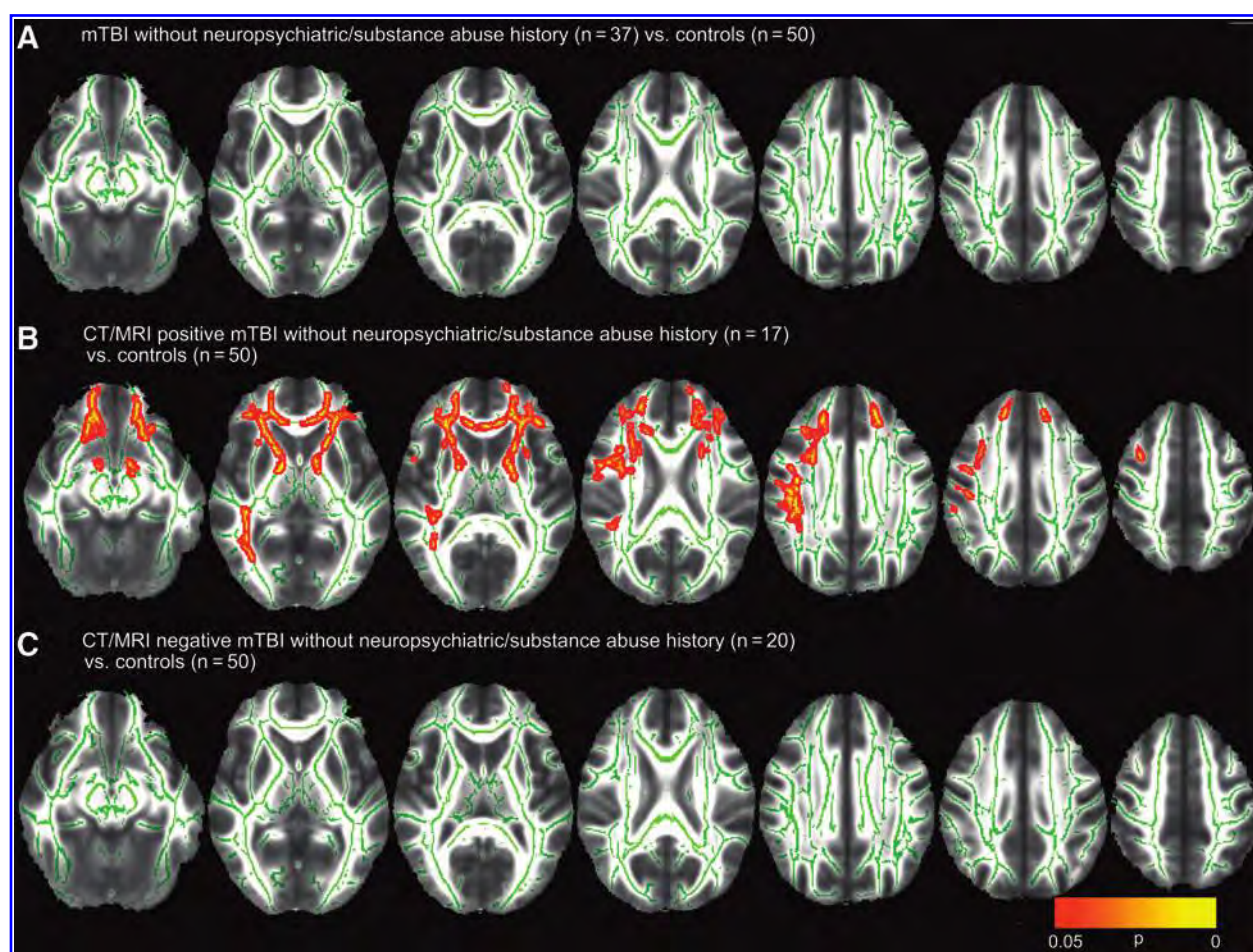 A mTBI without neuropsychiatric/substance abuse history (n = 37) vs. controls (n = 50)
B CT/MRI positive mTBI without neuropsychiatric/substance abuse history (n = 17)
vs. controls (n = 50)
C CT/MRI negative mTBI without neuropsychiatric/substance abuse history (n = 20)
vs. controls (n = 50)
0.05 p 0